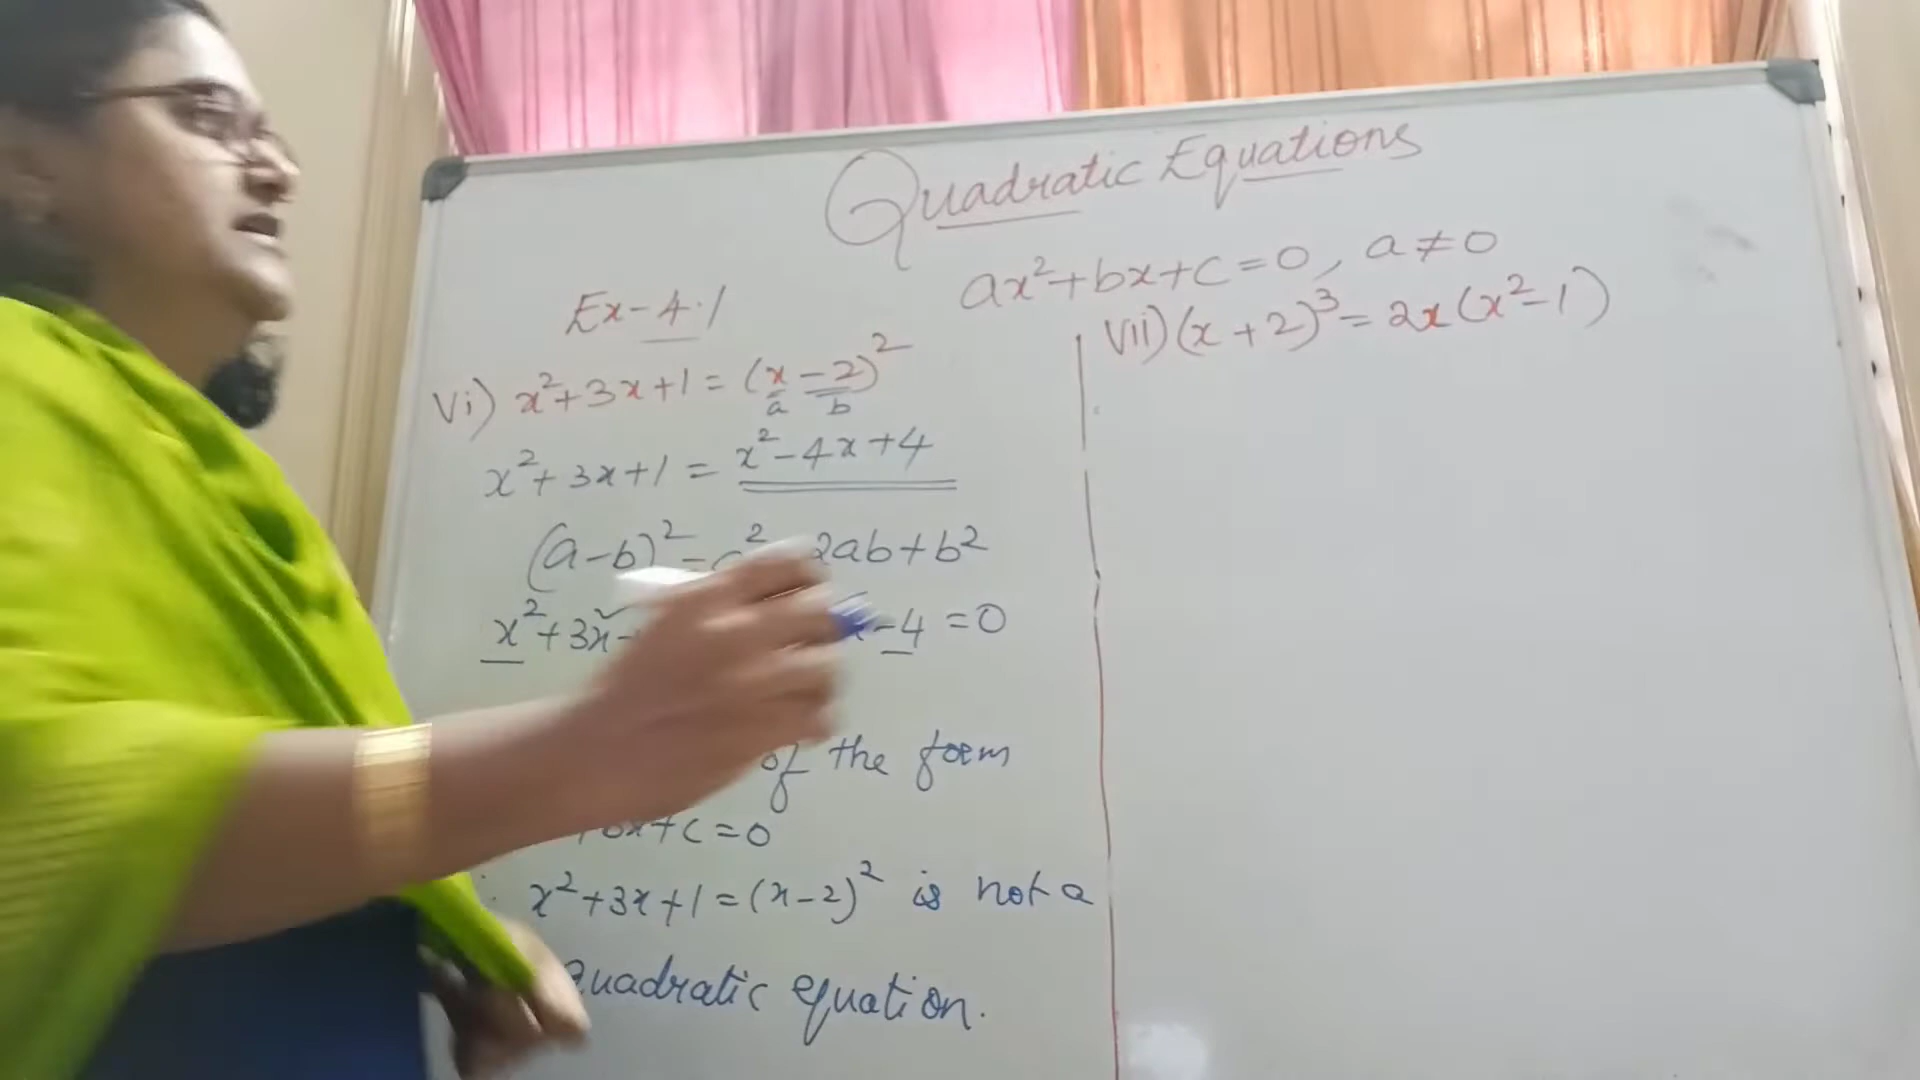 Quadratic Equations
ax²+bx+c=0, a≠0
Ex-4.1
vi) x²+3x+1=(x-2)²
a b
x²+3x+1=x²-4x+4
(a-b)²= 2ab+b²
x²+3x -4=0
of the form
+c=0
x²+3x+1=(x-2)² is not a
quadratic equation.
vii) (x+2)³=2x(x²-1)